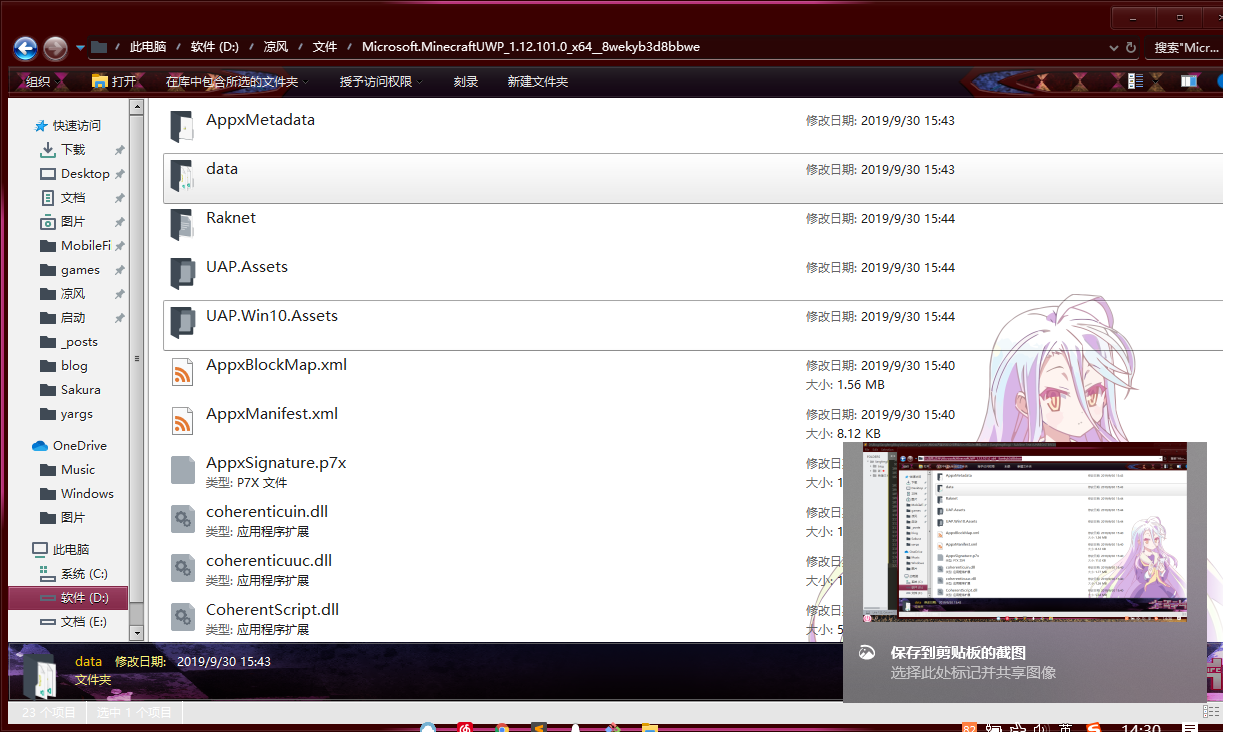 此电脑 软件 (D:) 凉风 文件 Microsoft.MinecraftUWP_1.12.101.0_x64__8wekyb3d8bbwe 搜索"Micr...
组织 打开 在库中包含所选的文件夹 授予访问权限 刻录 新建文件夹
快速访问
下载
Desktop
文档
图片
MobileFi
games
凉风
启动
_posts
blog
Sakura
yargs
OneDrive
Music
Windows
图片
此电脑
系统 (C:)
软件 (D:)
文档 (E:)
AppxMetadata 修改日期: 2019/9/30 15:43
data 修改日期: 2019/9/30 15:43
Raknet 修改日期: 2019/9/30 15:44
UAP.Assets 修改日期: 2019/9/30 15:44
UAP.Win10.Assets 修改日期: 2019/9/30 15:44
AppxBlockMap.xml 修改日期: 2019/9/30 15:40
大小: 1.56 MB
AppxManifest.xml 修改日期: 2019/9/30 15:40
大小: 8.12 KB
AppxSignature.p7x 修改日
类型: P7X 文件 大小: 1
coherenticuin.dll 修改日
类型: 应用程序扩展 大小: 1
coherenticuuc.dll 修改日
类型: 应用程序扩展 大小: 1
CoherentScript.dll 修改日
类型: 应用程序扩展 大小: 5
保存到剪贴板的截图
选择此处标记并共享图像
data 修改日期: 2019/9/30 15:43
文件夹
23 个项目 选中 1 个项目
82 英 14:30